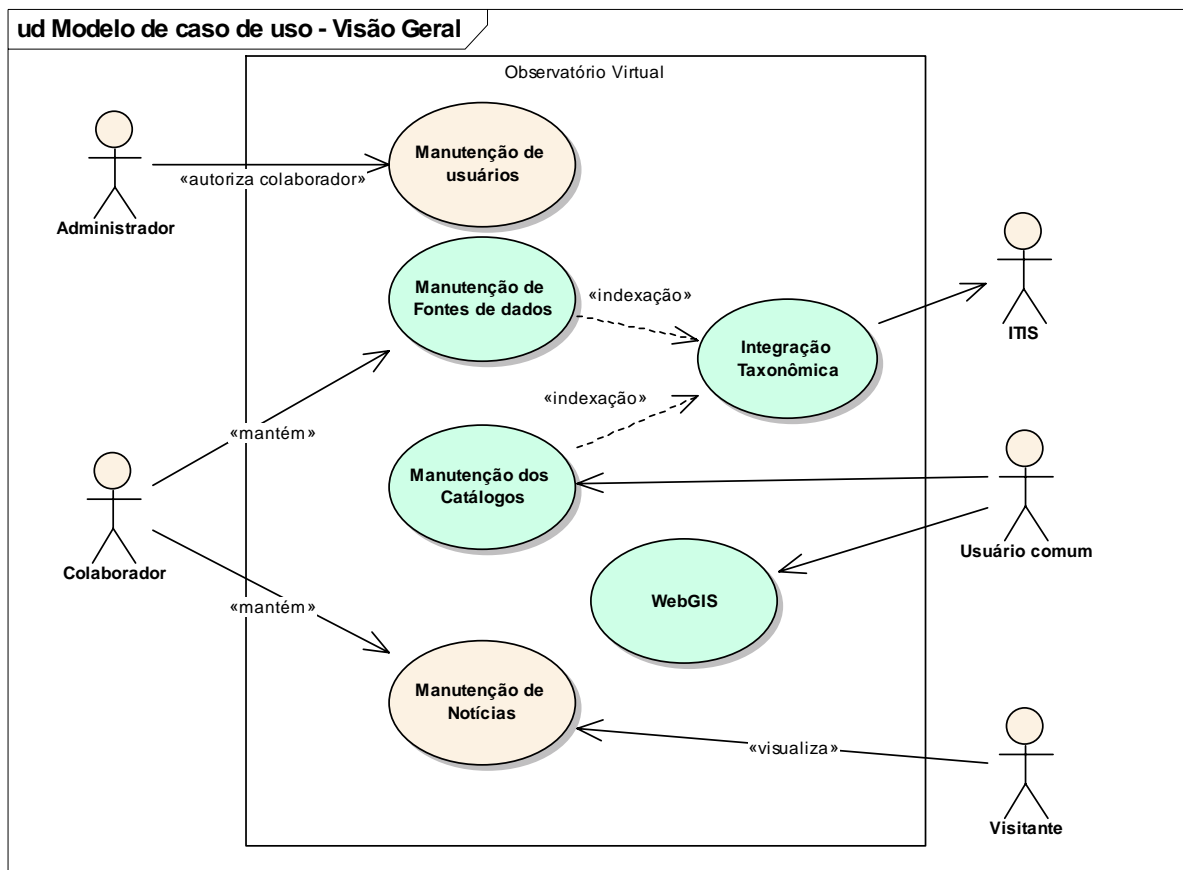 ud Modelo de caso de uso - Visão Geral
Observatório Virtual
Manutenção de
usuários
«autoriza colaborador»
Administrador
Manutenção de
Fontes de dados
«indexação»
Integração
Taxonômica
ITIS
«indexação»
«mantém»
Manutenção dos
Catálogos
Colaborador
Usuário comum
WebGIS
«mantém»
Manutenção de
Notícias
«visualiza»
Visitante